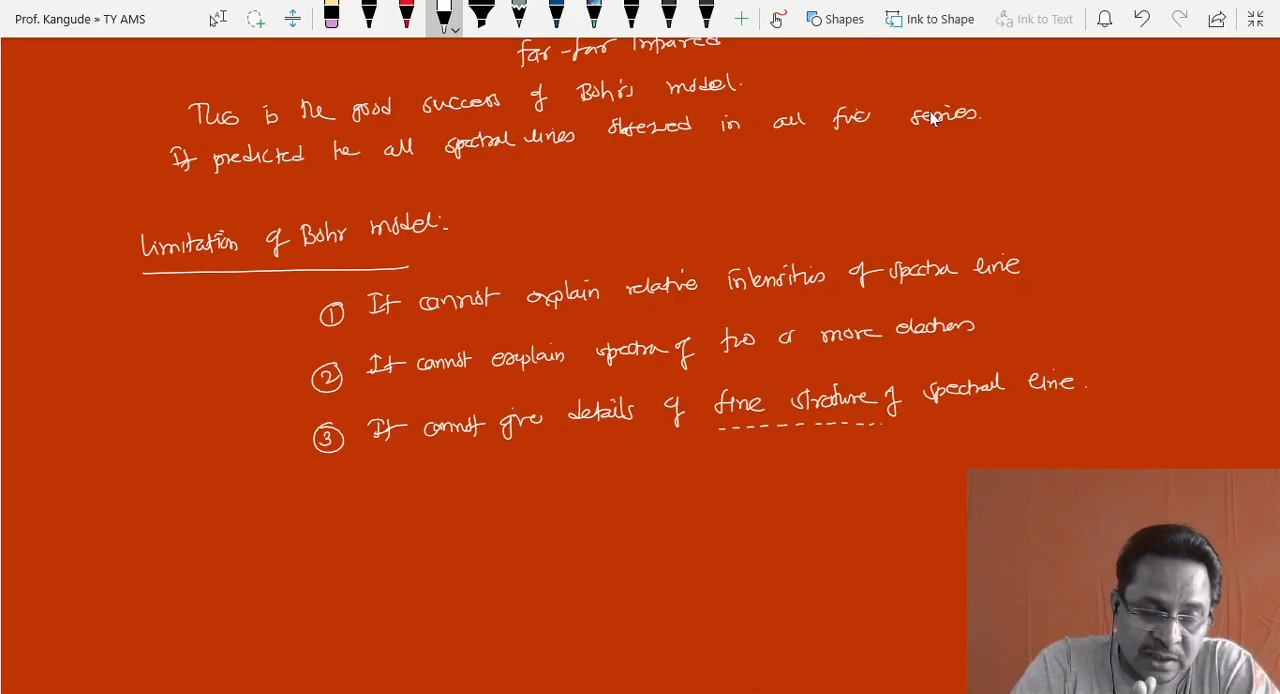 Prof. Kangude » TY AMS
Shapes
Ink to Shape
Ink to Text
far-far Infrared
This is the good success of Bohr's model.
It predicted the all spectral lines observed in all five series.
Limitation of Bohr model:
① It cannot explain relative intensities of spectra line
② It cannot explain spectra of two or more electrons
③ It cannot give details of fine structure of spectral line.